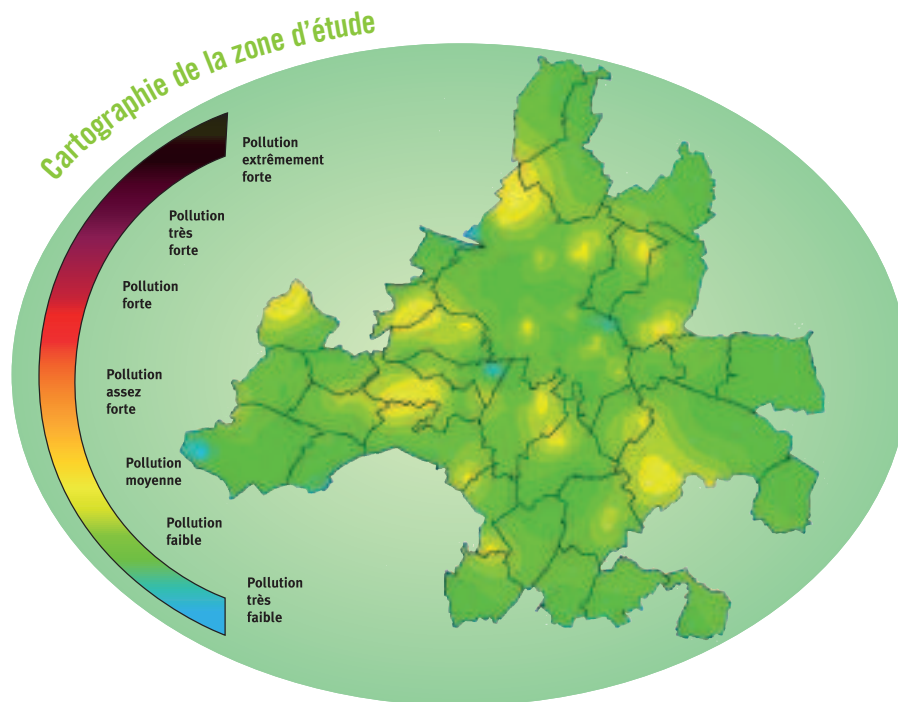 Cartographie de la zone d'étude
Pollution
extrêmement
forte
Pollution
très
forte
Pollution
forte
Pollution
assez
forte
Pollution
moyenne
Pollution
faible
Pollution
très
faible